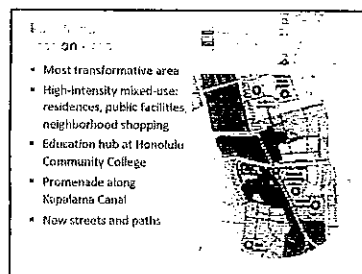 • Most transformative area
• High-intensity mixed-use:
residences, public facilities,
neighborhood shopping
• Education hub at Honolulu
Community College
• Promenade along
Kapalama Canal
• New streets and paths